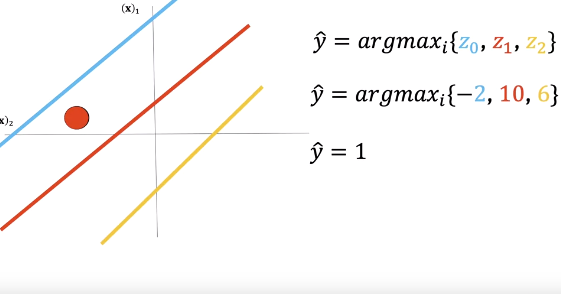 (x)₁
ŷ = argmaxᵢ{z₀, z₁, z₂}
ŷ = argmaxᵢ{−2, 10, 6}
x)₂
ŷ = 1